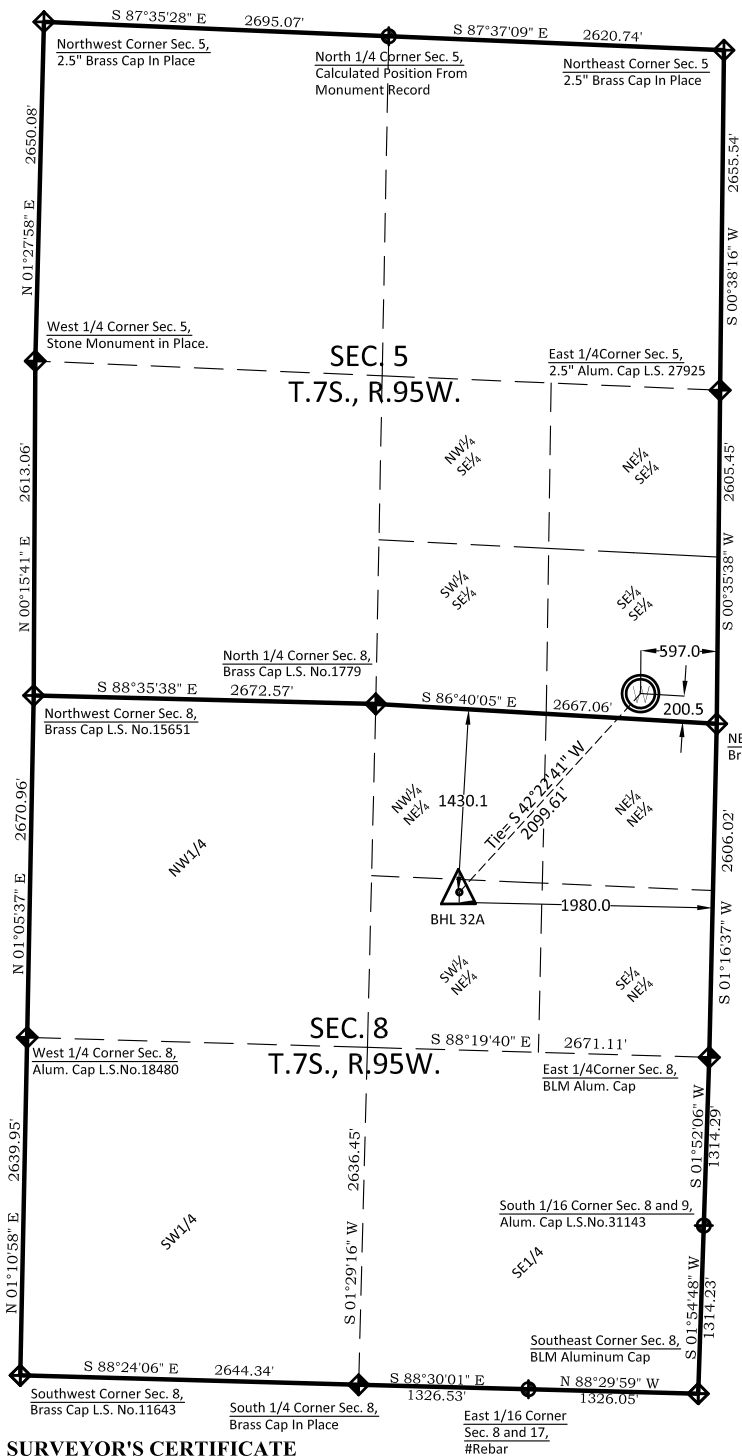 S 87°35'28" E 2695.07'
S 87°37'09" E 2620.74'
Northwest Corner Sec. 5,
2.5" Brass Cap In Place
North 1/4 Corner Sec. 5,
Calculated Position From
Monument Record
Northeast Corner Sec. 5
2.5" Brass Cap In Place
N 01°27'58" E 2650.08'
S 00°38'16" W 2655.54'
West 1/4 Corner Sec. 5,
Stone Monument in Place.
SEC. 5
T.7S., R.95W.
East 1/4Corner Sec. 5,
2.5" Alum. Cap L.S. 27925
N 00°15'41" E 2613.06'
NW¼
SE¼
NE¼
SE¼
S 00°35'38" W 2605.45'
SW¼
SE¼
SE¼
SE¼
597.0
200.5
North 1/4 Corner Sec. 8,
Brass Cap L.S. No.1779
S 88°35'38" E 2672.57'
S 86°40'05" E 2667.06'
Northwest Corner Sec. 8,
Brass Cap L.S. No.15651
NE
Br
N 01°05'37" E 2670.96'
NW1/4
NW¼
NE¼
1430.1
Tie= S 42°22'41" W
2099.61'
NE¼
NE¼
S 01°16'37" W 2606.02'
1980.0
BHL 32A
SW¼
NE¼
SE¼
NE¼
SEC. 8
T.7S., R.95W.
S 88°19'40" E 2671.11'
West 1/4 Corner Sec. 8,
Alum. Cap L.S.No.18480
East 1/4Corner Sec. 8,
BLM Alum. Cap
N 01°10'58" E 2639.95'
SW1/4
S 01°29'16" W 2636.45'
S 01°52'06" W
1314.29'
South 1/16 Corner Sec. 8 and 9,
Alum. Cap L.S.No.31143
SE1/4
S 01°54'48" W
1314.23'
Southeast Corner Sec. 8,
BLM Aluminum Cap
S 88°24'06" E 2644.34'
S 88°30'01" E
1326.53'
N 88°29'59" W
1326.05'
Southwest Corner Sec. 8,
Brass Cap L.S. No.11643
South 1/4 Corner Sec. 8,
Brass Cap In Place
East 1/16 Corner
Sec. 8 and 17,
#Rebar
SURVEYOR'S CERTIFICATE